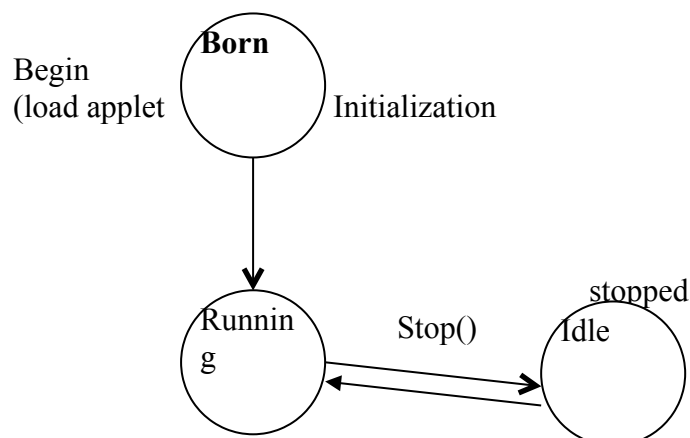 Born
Begin
(load applet
Initialization
Runnin
g
Stop()
stopped
Idle